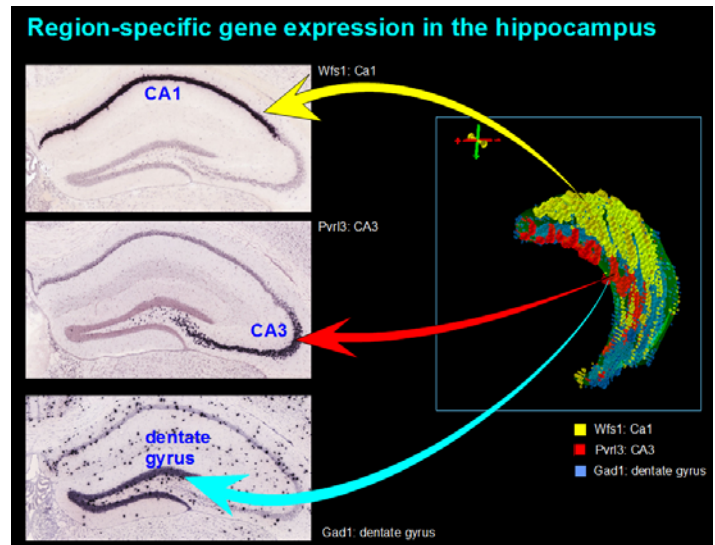 Region-specific gene expression in the hippocampus
Wfs1: Ca1
CA1
Pvrl3: CA3
CA3
dentate
gyrus
Gad1: dentate gyrus
Wfs1: Ca1
Pvrl3: CA3
Gad1: dentate gyrus